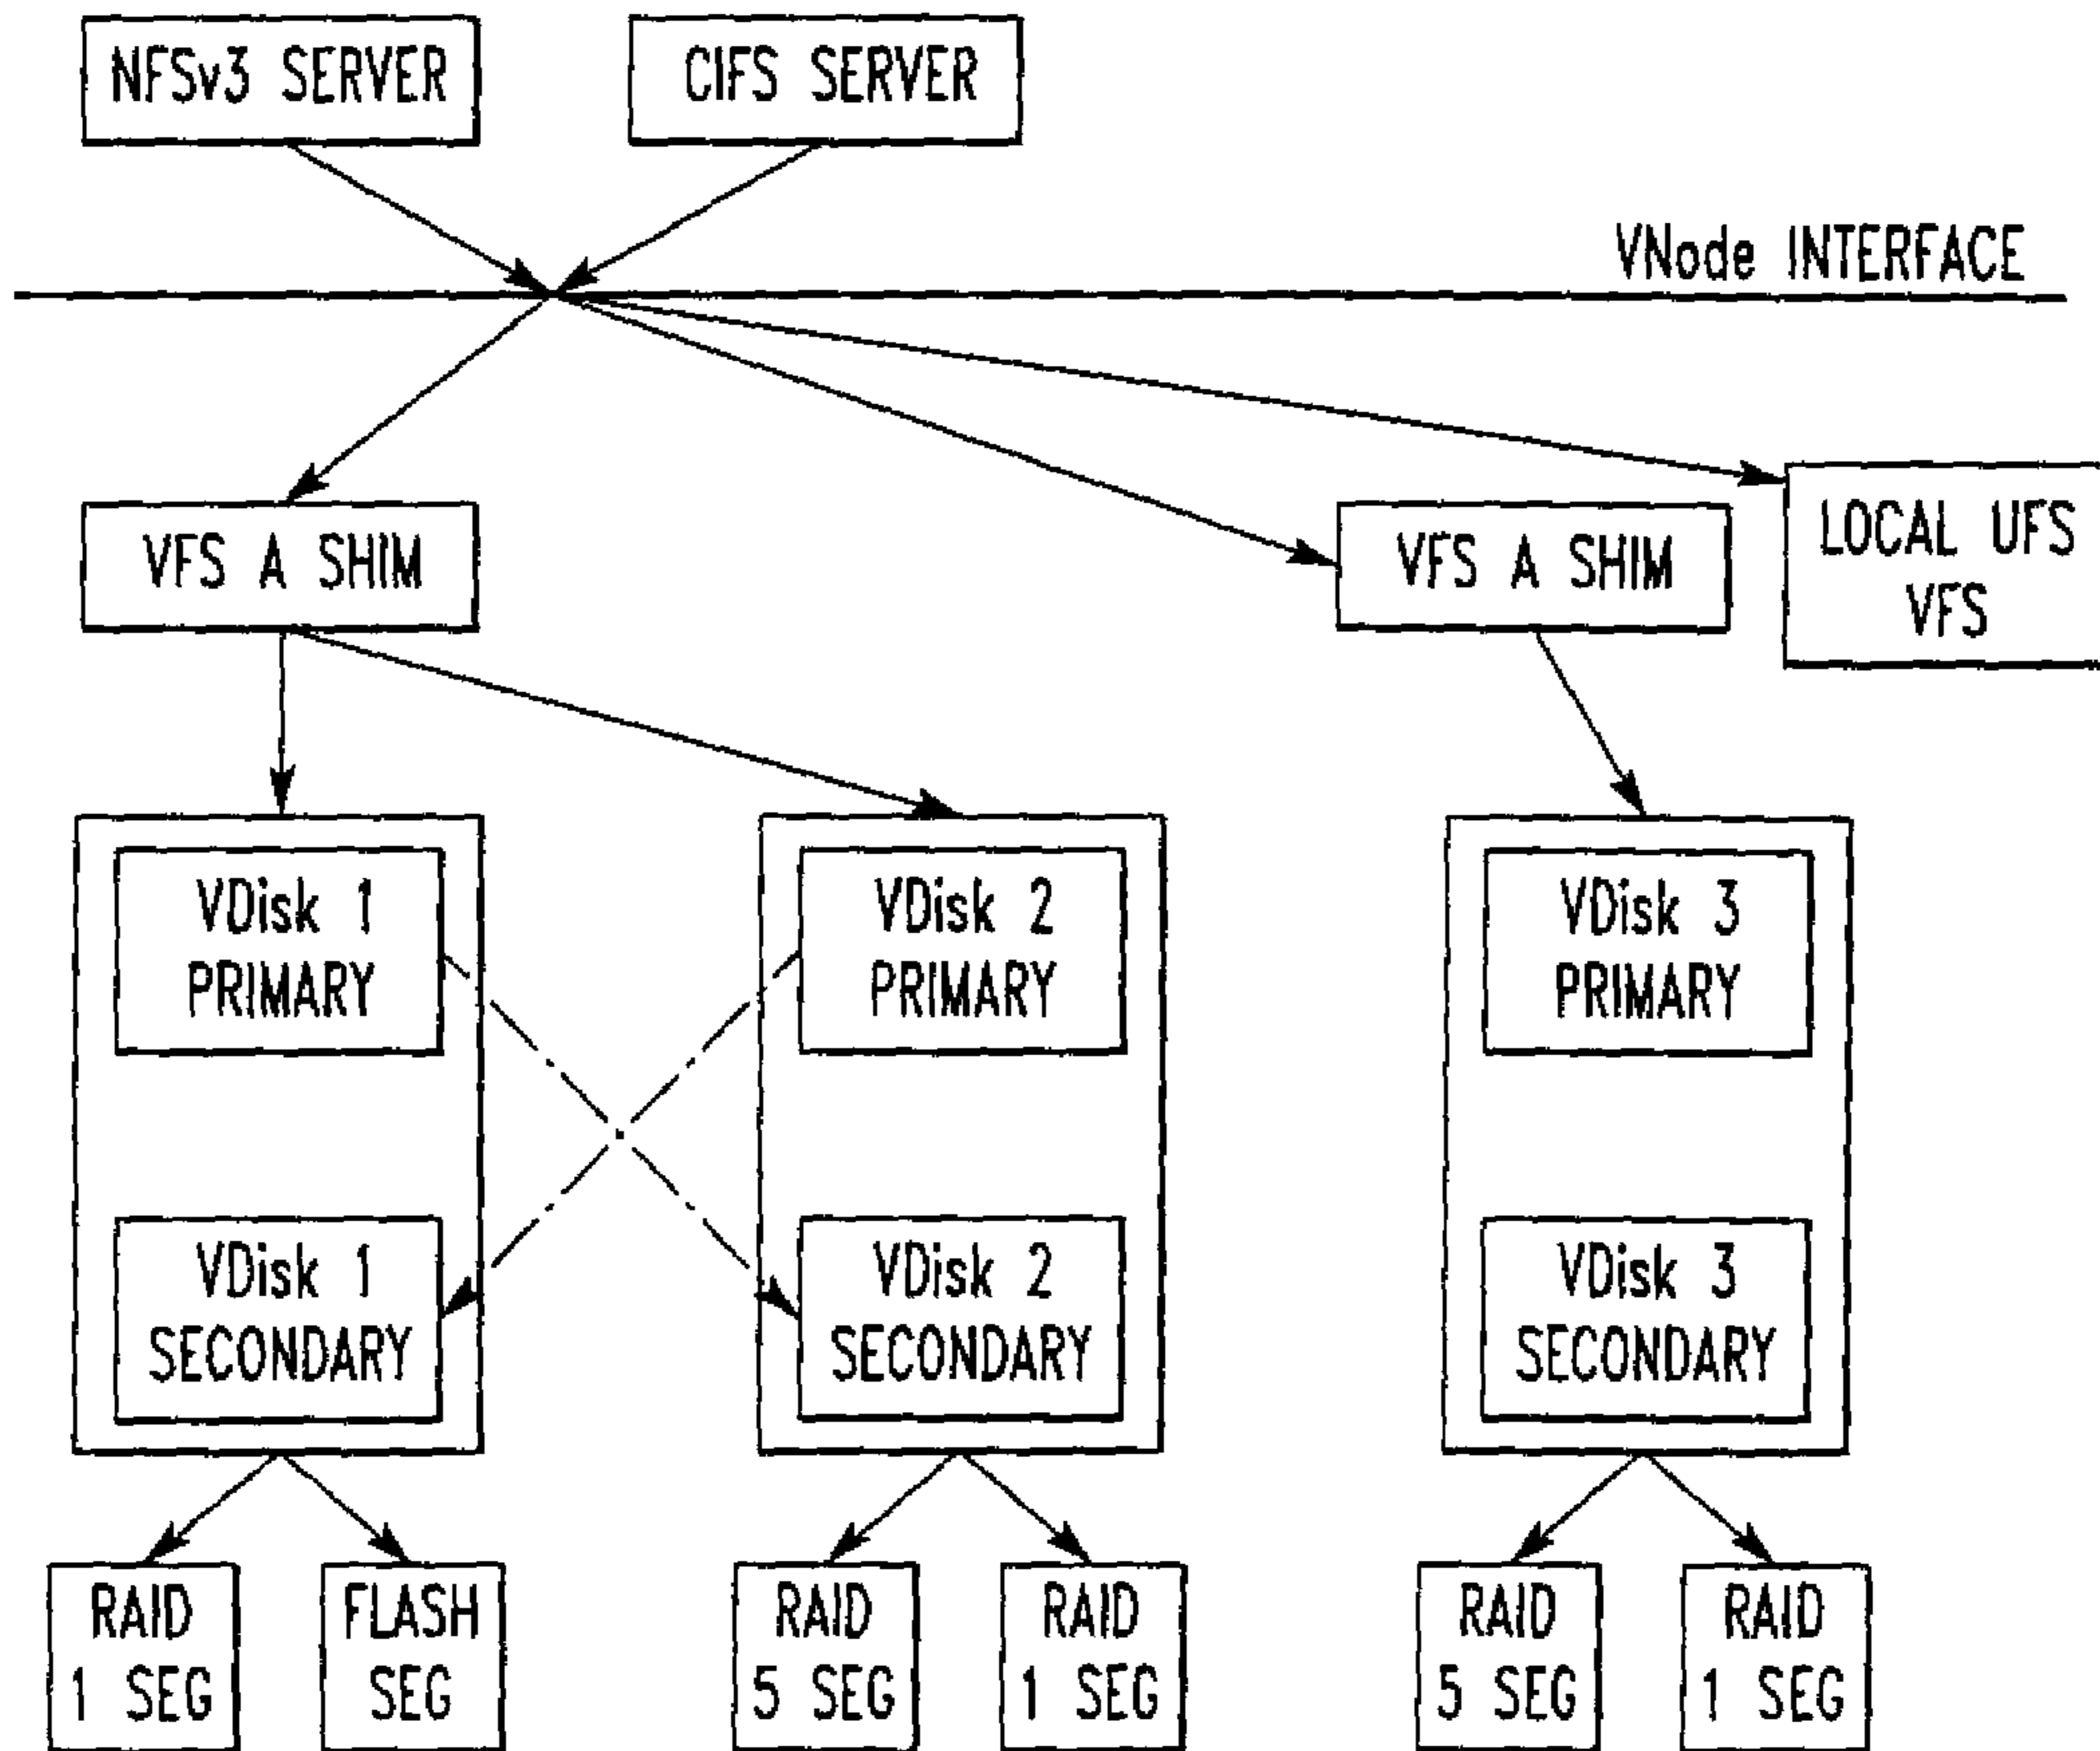 NFSv3 SERVER
CIFS SERVER
VNode INTERFACE
VFS A SHIM
VFS A SHIM
LOCAL UFS
VFS
VDisk 1
PRIMARY
VDisk 2
PRIMARY
VDisk 3
PRIMARY
VDisk 1
SECONDARY
VDisk 2
SECONDARY
VDisk 3
SECONDARY
RAID
1 SEG
FLASH
SEG
RAID
5 SEG
RAID
1 SEG
RAID
5 SEG
RAID
1 SEG